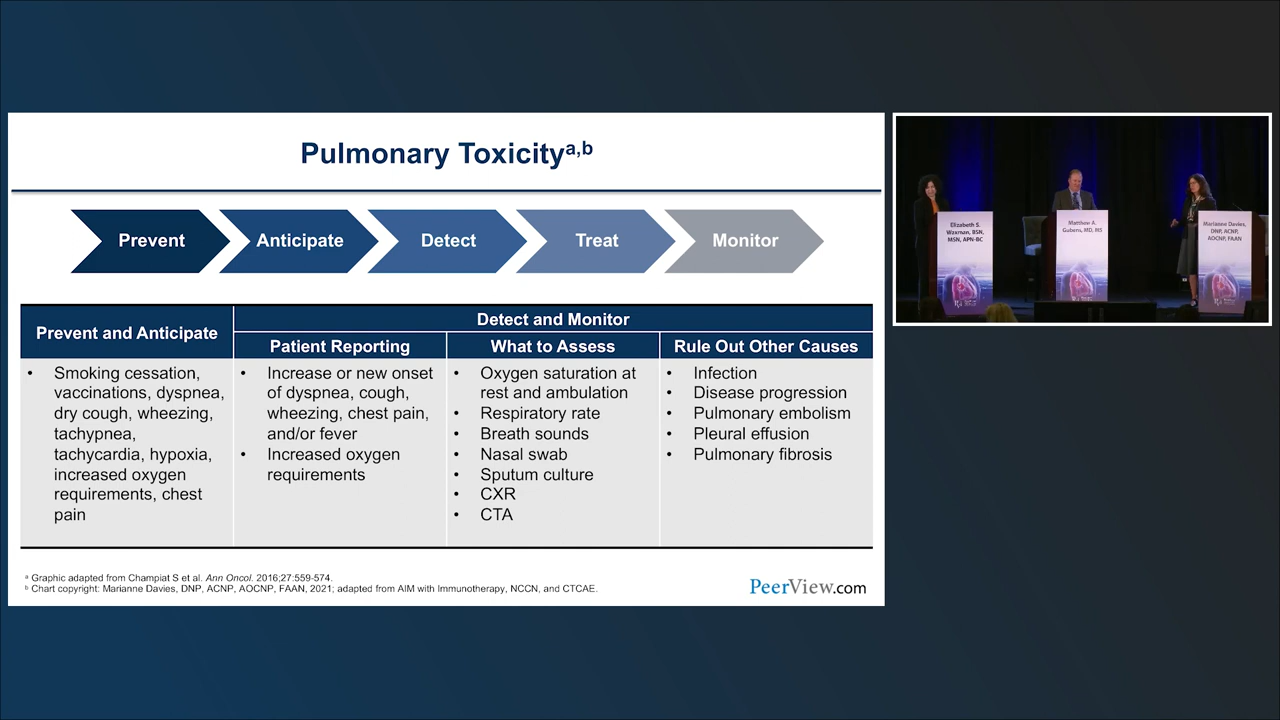 Pulmonary Toxicitya,b
Prevent
Anticipate
Detect
Treat
Monitor
Prevent and Anticipate
Detect and Monitor
Patient Reporting
What to Assess
Rule Out Other Causes
• Smoking cessation,
vaccinations, dyspnea,
dry cough, wheezing,
tachypnea,
tachycardia, hypoxia,
increased oxygen
requirements, chest
pain
• Increase or new onset
of dyspnea, cough,
wheezing, chest pain,
and/or fever
• Increased oxygen
requirements
• Oxygen saturation at
rest and ambulation
• Respiratory rate
• Breath sounds
• Nasal swab
• Sputum culture
• CXR
• CTA
• Infection
• Disease progression
• Pulmonary embolism
• Pleural effusion
• Pulmonary fibrosis
a Graphic adapted from Champiat S et al. Ann Oncol. 2016;27:559-574.
b Chart copyright: Marianne Davies, DNP, ACNP, AOCNP, FAAN, 2021; adapted from AIM with Immunotherapy, NCCN, and CTCAE.
PeerView.com
Elizabeth S.
Waxman, BSN,
MSN, APN-BC
Matthew A.
Gubens, MD, MS
Marianne Davies,
DNP, ACNP,
AOCNP, FAAN